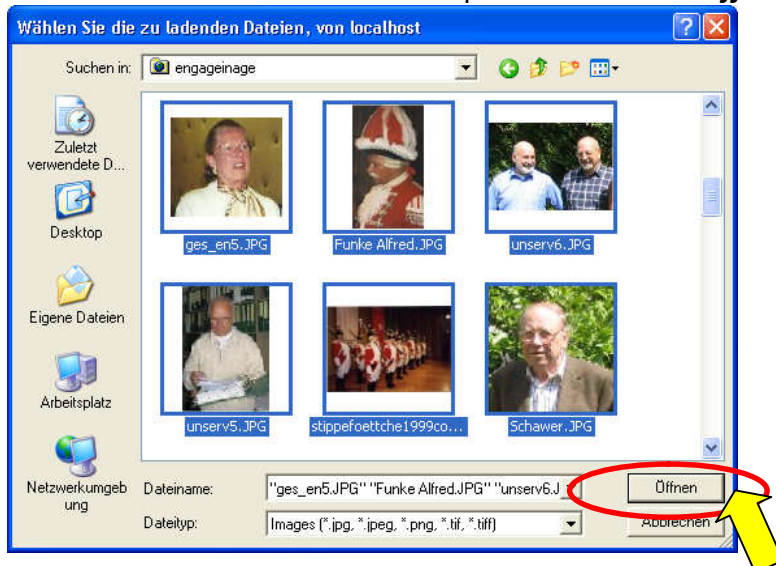 Wählen Sie die zu ladenden Dateien, von localhost
Suchen in: engageinage
Zuletzt
verwendete D...
Desktop
Eigene Dateien
Arbeitsplatz
Netzwerkumgeb
ung
ges_en5.JPG Funke Alfred.JPG unserv6.JPG
unserv5.JPG stippefoettche1999co... Schawer.JPG
Dateiname: "ges_en5.JPG" "Funke Alfred.JPG" "unserv6.J Öffnen
Dateityp: Images (*.jpg, *.jpeg, *.png, *.tif, *.tiff) Abbrechen